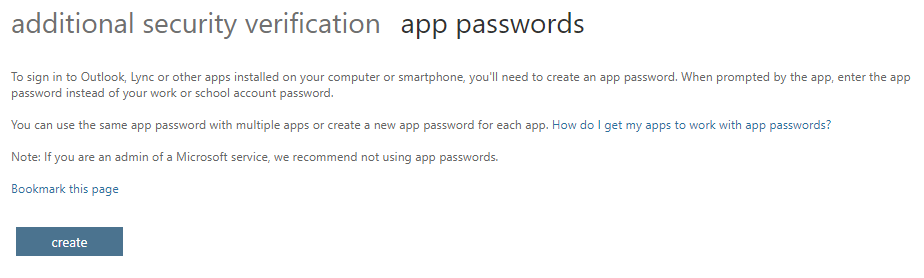 additional security verification app passwords
To sign in to Outlook, Lync or other apps installed on your computer or smartphone, you'll need to create an app password. When prompted by the app, enter the app
password instead of your work or school account password.
You can use the same app password with multiple apps or create a new app password for each app. How do I get my apps to work with app passwords?
Note: If you are an admin of a Microsoft service, we recommend not using app passwords.
Bookmark this page
create